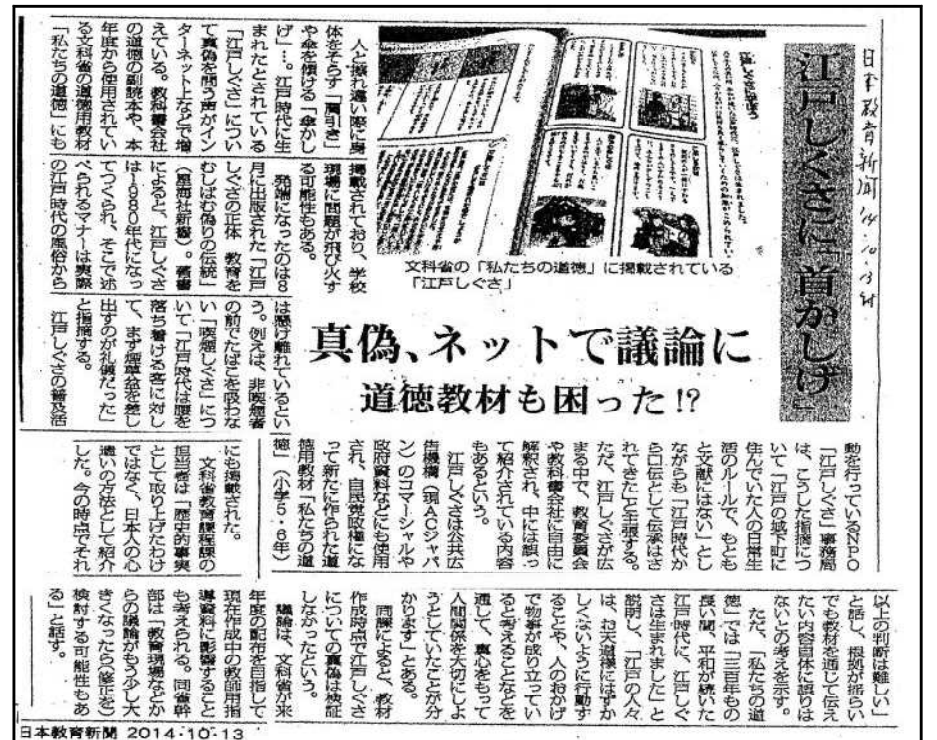 日本教育新聞 '14.10.13付
江戸しぐさに「首かしげ」
文科省の「私たちの道徳」に掲載されている
「江戸しぐさ」
真偽、ネットで議論に
道徳教材も困った!?
人と擦れ違い際に身
体をそらす「肩引き」
や傘を傾ける「傘かし
げ」…。江戸時代に生
まれたとされている
「江戸しぐさ」につい
て真偽を問う声がイン
ターネット上などで増
えている。教科書会社
の道徳の副読本や、本
年度から使用されてい
る文科省の道徳用教材
「私たちの道徳」にも
掲載されており、学校
現場に問題が飛び火す
る可能性もある。
発端になったのは8
月に出版された「江戸
しぐさの正体 教育を
むしばむ偽りの伝統」
（星海社新書）。著書
によると、江戸しぐさ
は1980年代になっ
てつくられ、そこで述
べられるマナーは実際
の江戸時代の風俗から
は懸け離れているとい
う。例えば、非喫煙者
の前でたばこを吸わな
い「喫煙しぐさ」につ
いて「江戸時代は腰を
落ち着ける客に対し
て、まず煙草盆を差し
出すのが礼儀だった」
と指摘する。
江戸しぐさの普及活
動を行っているNPO
「江戸しぐさ」事務局
は、こうした指摘につ
いて「江戸の城下町に
住んでいた人の日常生
活のルールで、もとも
と文献にはない」とし
ながらも「江戸時代か
ら口伝として伝承はさ
れてきた」と主張する。
ただ、江戸しぐさが広
まる中で、教育委員会
や教科書会社に自由に
解釈され、中には誤っ
て紹介されている内容
もあるという。
江戸しぐさは公共広
告機構（現ACジャパ
ン）のコマーシャルや
政府資料などにも使用
され、自民党政権にな
って新たに作られた道
徳用教材「私たちの道
徳」（小学5・6年）
にも掲載された。
文科省教育課程課の
担当者は「歴史的事実
として取り上げたわけ
ではなく、日本人の心
遣いの方法として紹介
した。今の時点でそれ
以上の判断は難しい」
と話し、根拠が揺らい
でも教材を通じて伝え
たい内容自体に誤りは
ないとの考えを示す。
ただ、「私たちの道
徳」では「三百年もの
長い間、平和が続いた
江戸時代に、江戸しぐ
さは生まれました」と
説明し、「江戸の人々
は、お天道様にはずか
しくないように行動す
ることや、人のおかげ
で物事が成り立ってい
ると考えることなどを
通して、真心をもって
人間関係を大切にしよ
うとしていたことが分
かります」とある。
同課によると、教材
作成時点で江戸しぐさ
についての真偽は検証
しなかったという。
議論は、文科省が来
年度の配布を目指して
現在作成中の教師用指
導資料に影響すること
も考えられる。同省幹
部は「教育現場などか
らの議論がもう少し大
きくなったら修正を
検討する可能性もあ
る」と話す。
日本教育新聞 2014-10-13